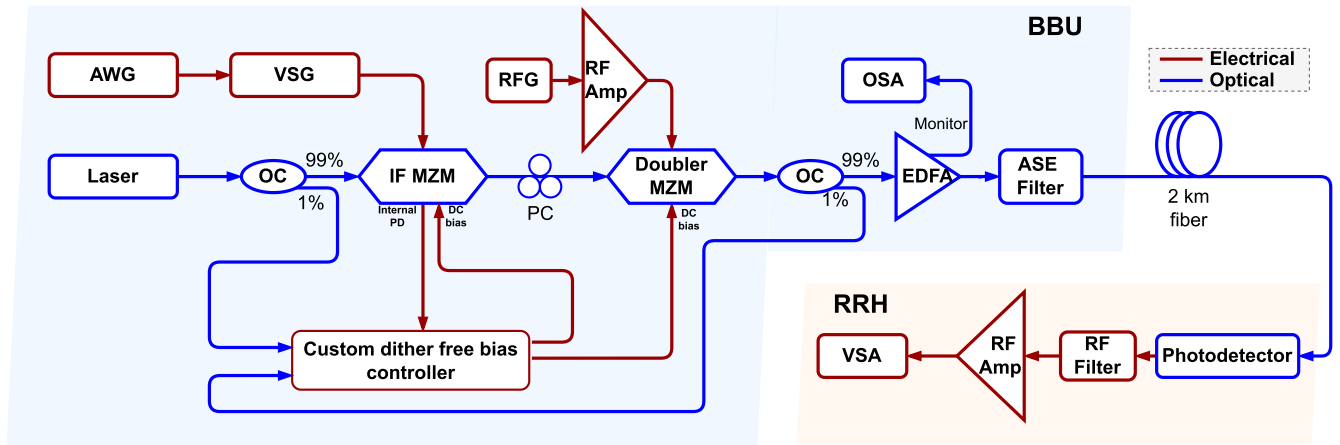 BBU
AWG
VSG
RFG
RF
Amp
OSA
Electrical
Optical
Monitor
Laser
OC
99%
1%
IF MZM
Internal
PD
DC
bias
PC
Doubler
MZM
DC
bias
OC
99%
1%
EDFA
ASE
Filter
2 km
fiber
Custom dither free bias
controller
RRH
VSA
RF
Amp
RF
Filter
Photodetector